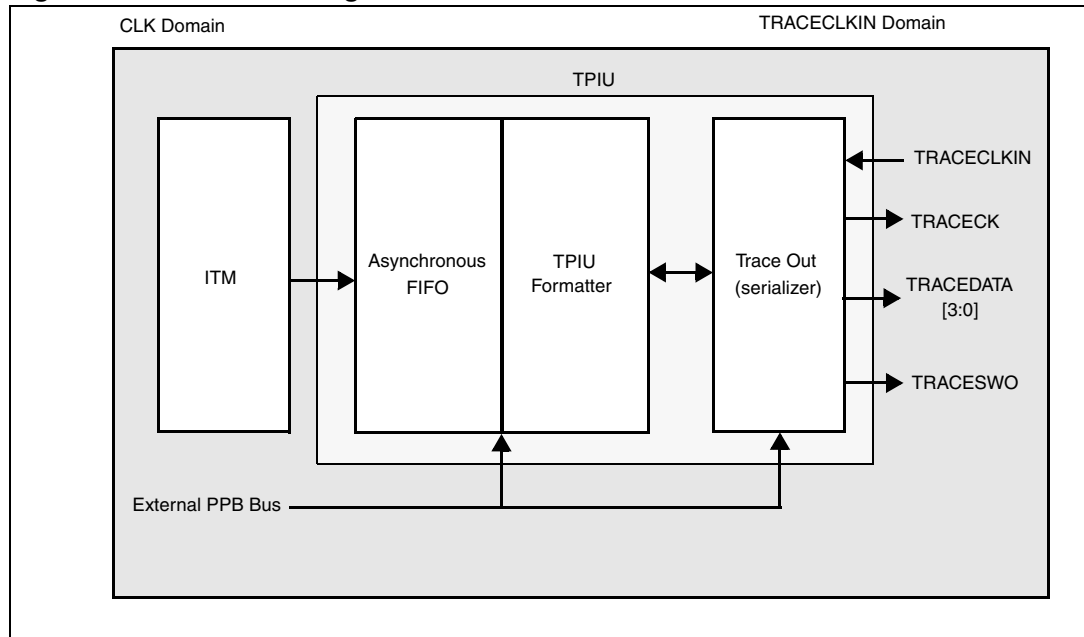 CLK Domain
TRACECLKIN Domain
TPIU
ITM
Asynchronous
FIFO
TPIU
Formatter
Trace Out
(serializer)
TRACECLKIN
TRACECK
TRACEDATA
[3:0]
TRACESWO
External PPB Bus